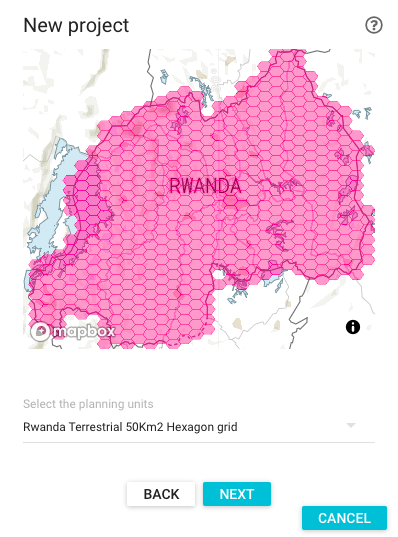 New project
?
RWANDA
mapbox
i
Select the planning units
Rwanda Terrestrial 50Km2 Hexagon grid
BACK NEXT
CANCEL